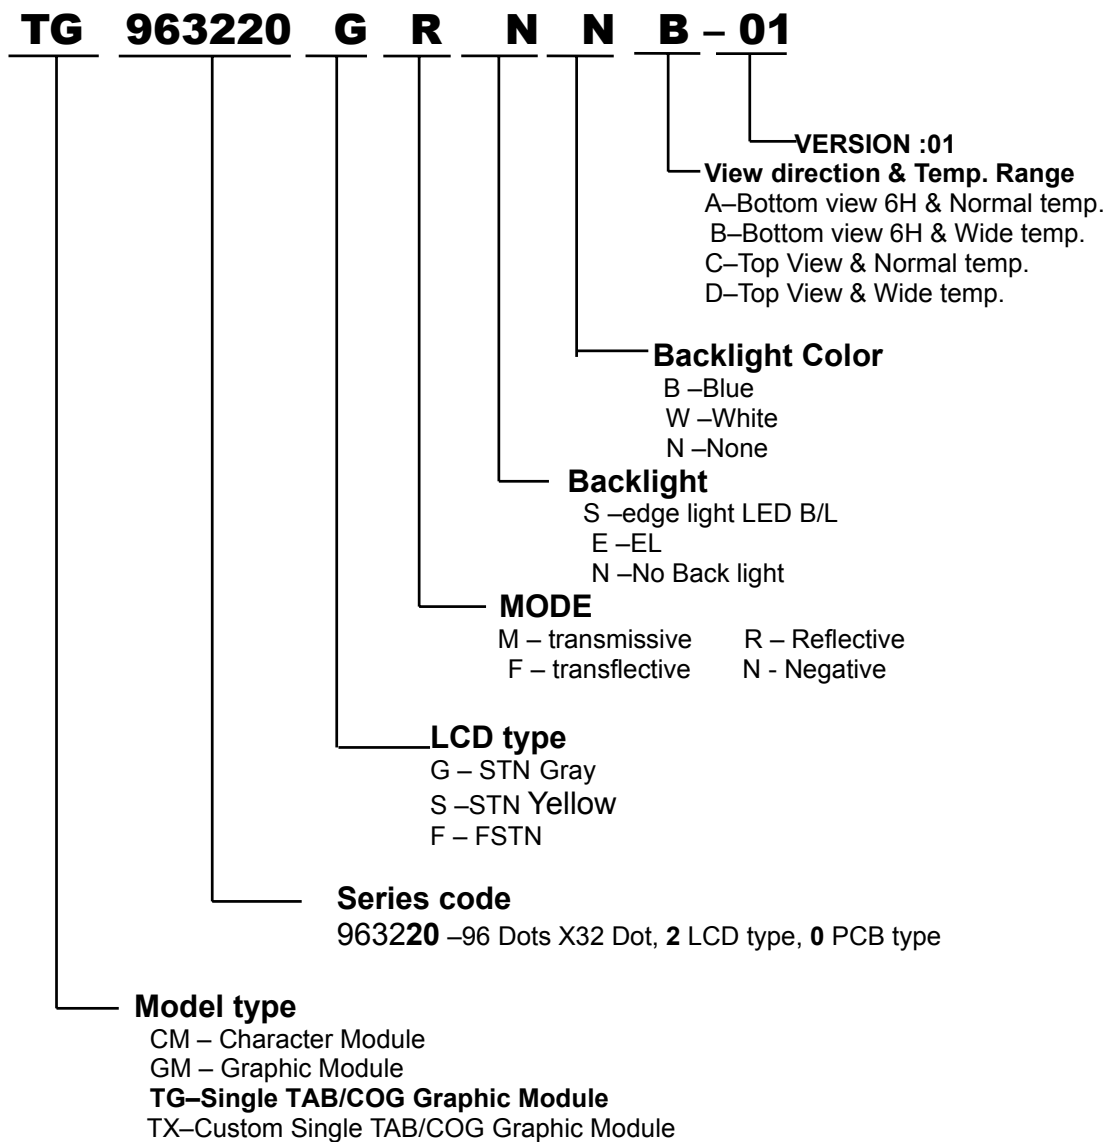 TG 963220 G R N N B – 01
VERSION :01
View direction & Temp. Range
A–Bottom view 6H & Normal temp.
B–Bottom view 6H & Wide temp.
C–Top View & Normal temp.
D–Top View & Wide temp.
Backlight Color
B –Blue
W –White
N –None
Backlight
S –edge light LED B/L
E –EL
N –No Back light
MODE
M – transmissive R – Reflective
F – transflective N - Negative
LCD type
G – STN Gray
S –STN Yellow
F – FSTN
Series code
963220 –96 Dots X32 Dot, 2 LCD type, 0 PCB type
Model type
CM – Character Module
GM – Graphic Module
TG–Single TAB/COG Graphic Module
TX–Custom Single TAB/COG Graphic Module